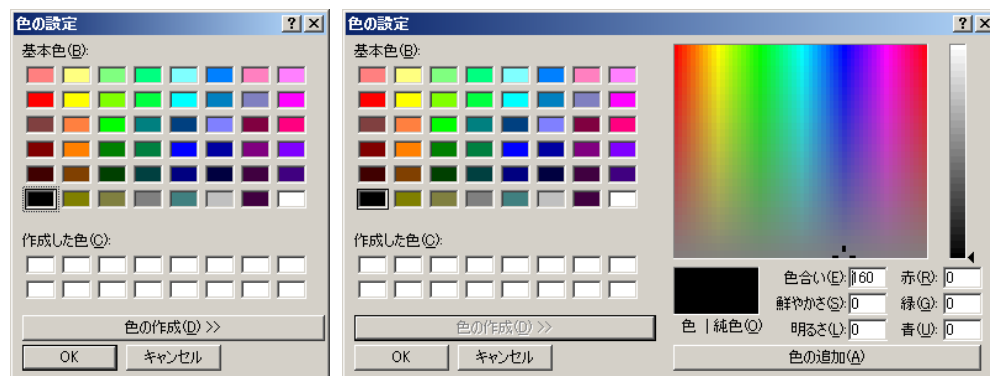 色の設定
基本色(B):
作成した色(C):
色の作成(D) >>
OK
キャンセル
色の設定
基本色(B):
作成した色(C):
色の作成(D) >>
OK
キャンセル
色 | 純色(O)
色合い(E): 160
鮮やかさ(S): 0
明るさ(L): 0
赤(R): 0
緑(G): 0
青(U): 0
色の追加(A)